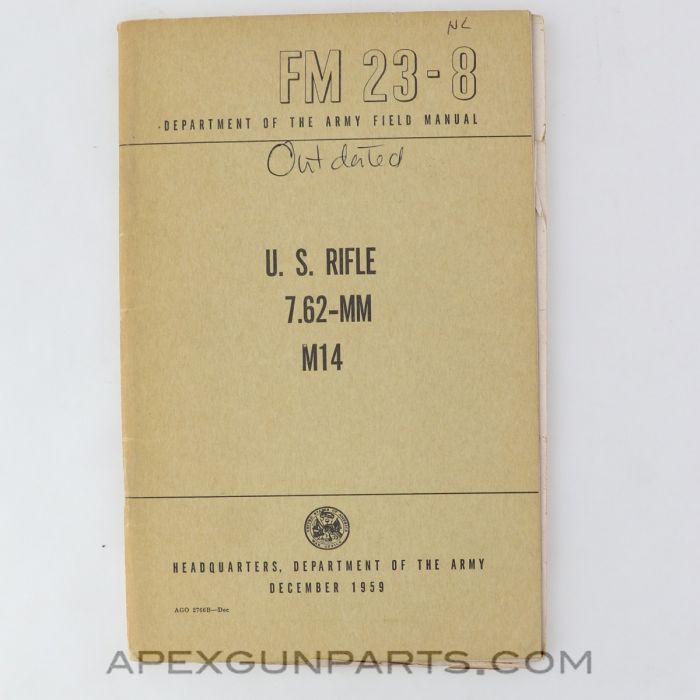 NL
FM 23-8
DEPARTMENT OF THE ARMY FIELD MANUAL
Outdated
U. S. RIFLE
7.62-MM
M14
HEADQUARTERS, DEPARTMENT OF THE ARMY
DECEMBER 1959
AGO 2766B—Dec
APEXGUNPARTS.COM